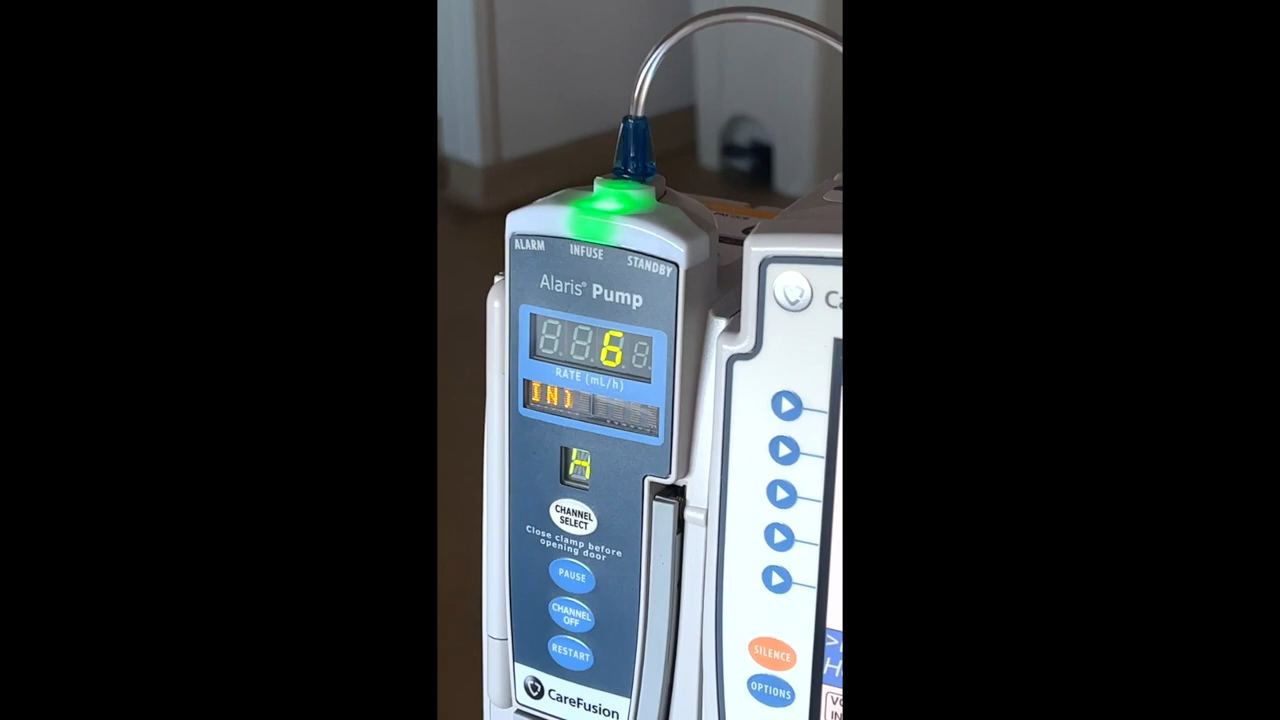 ALARM INFUSE STANDBY
Alaris® Pump
6
RATE (mL/h)
A
CHANNEL
SELECT
Close clamp before
opening door
PAUSE
CHANNEL
OFF
RESTART
CareFusion
SILENCE
OPTIONS